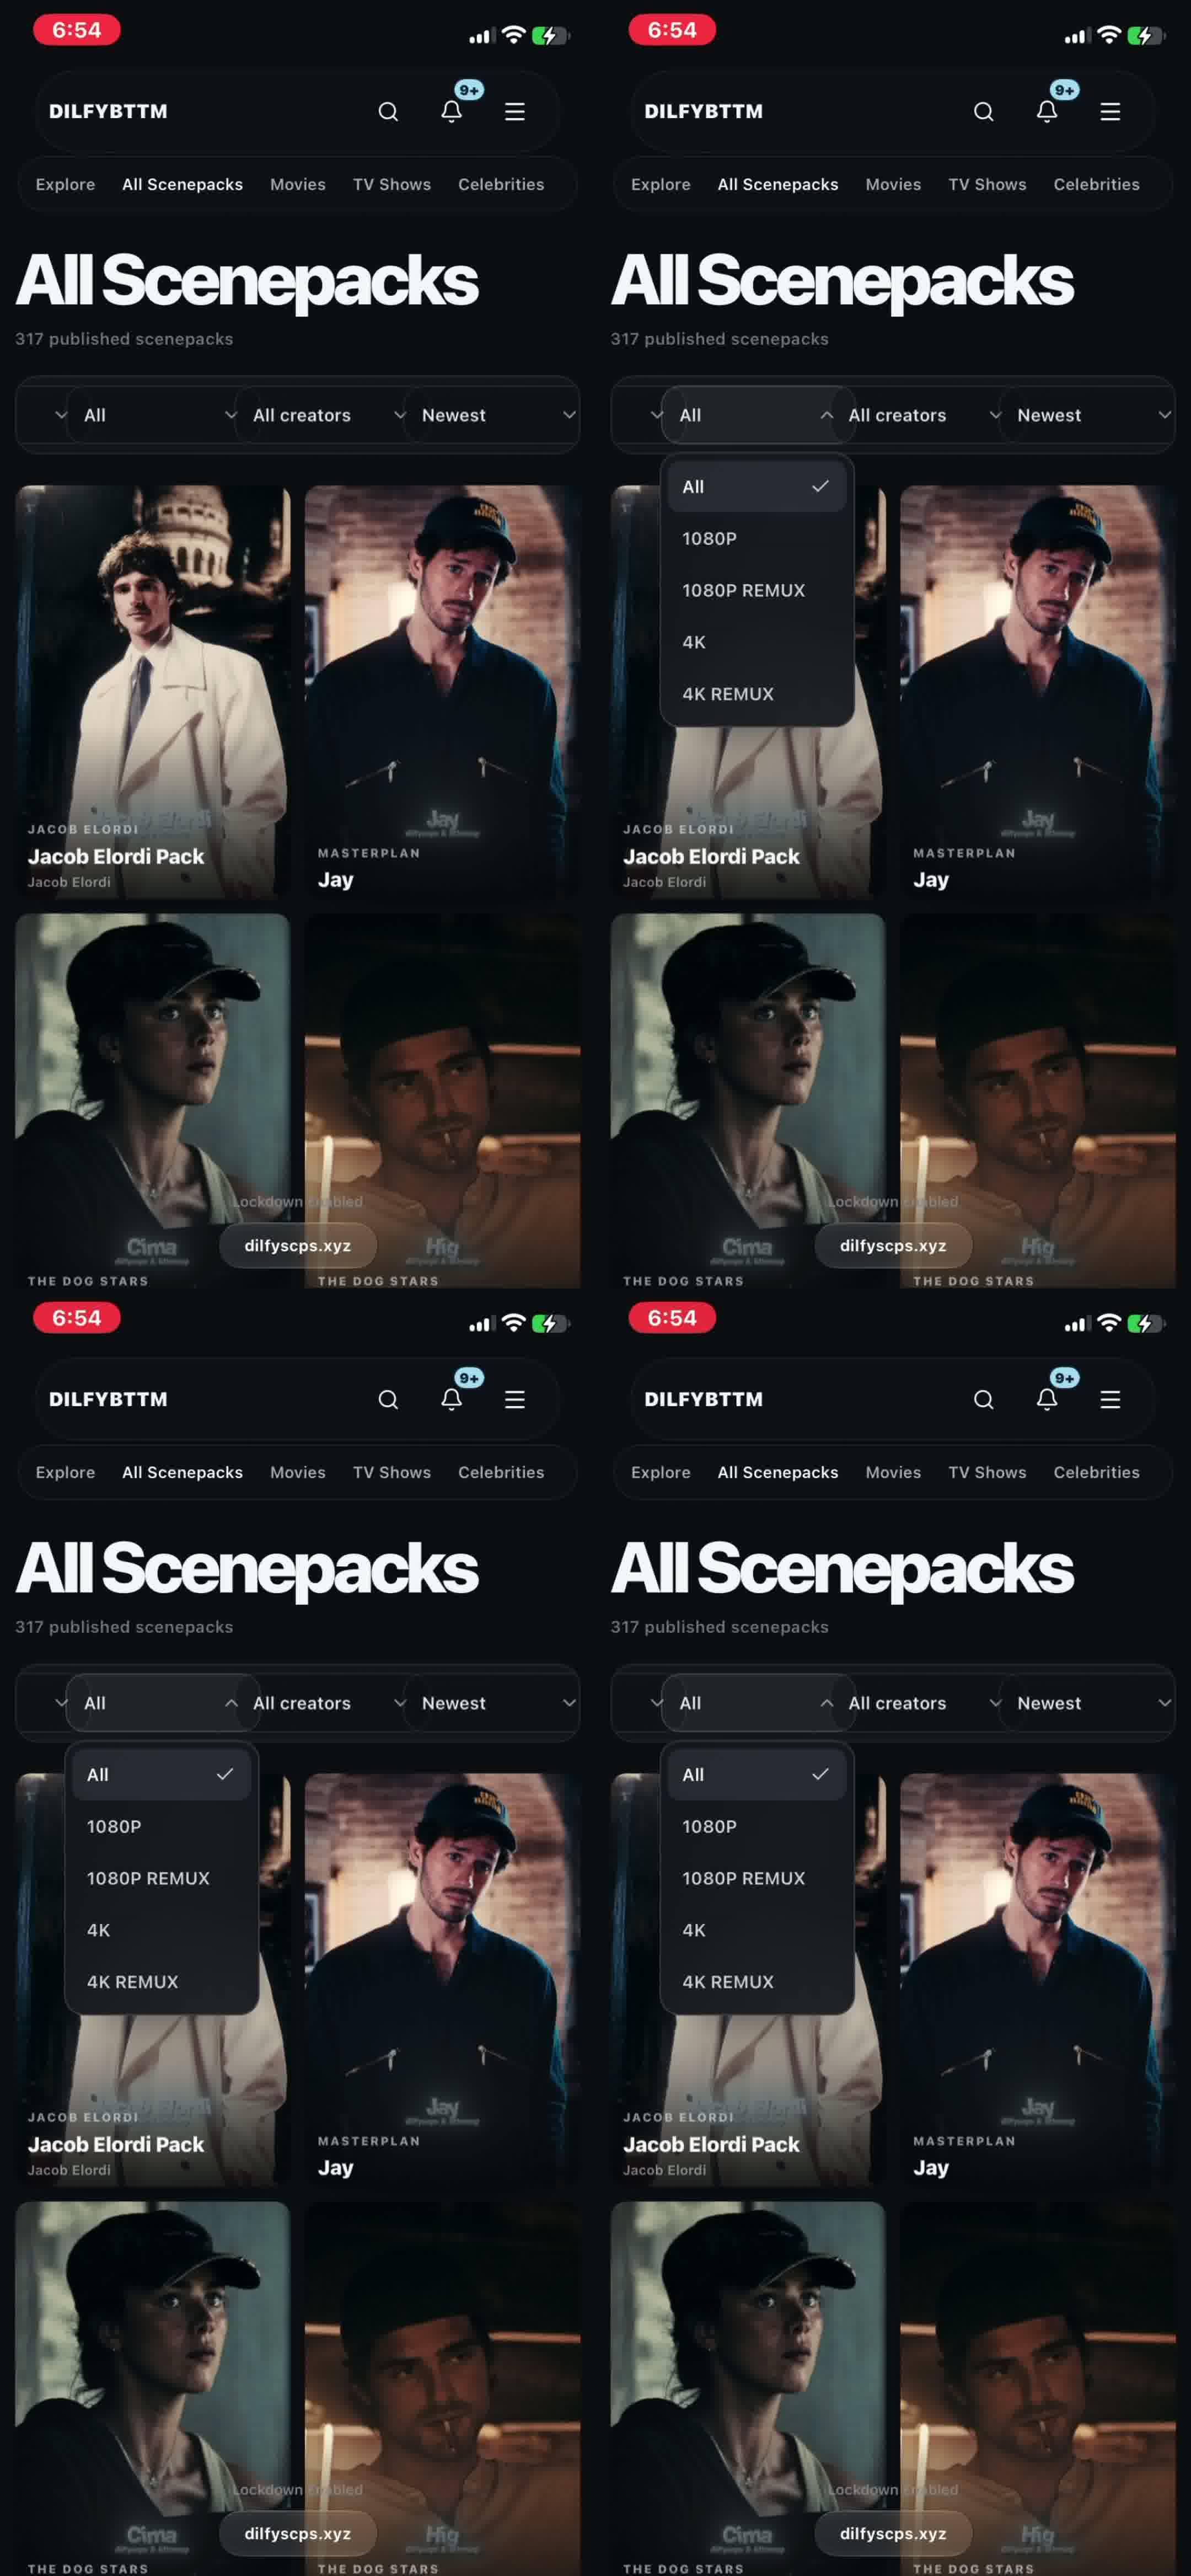 6:54
DILFYBTTM
9+
Explore All Scenepacks Movies TV Shows Celebrities
All Scenepacks
317 published scenepacks
All All creators Newest
JACOB ELORDI
Jacob Elordi Pack
Jacob Elordi
Jay
MASTERPLAN
Jay
Lockdown Enabled
Cima
dilfyscps.xyz
Hig
THE DOG STARS
THE DOG STARS
6:54
DILFYBTTM
9+
Explore All Scenepacks Movies TV Shows Celebrities
All Scenepacks
317 published scenepacks
All All creators Newest
All
1080P
1080P REMUX
4K
4K REMUX
JACOB ELORDI
Jacob Elordi Pack
Jacob Elordi
Jay
MASTERPLAN
Jay
Lockdown Enabled
Cima
dilfyscps.xyz
Hig
THE DOG STARS
THE DOG STARS
6:54
DILFYBTTM
9+
Explore All Scenepacks Movies TV Shows Celebrities
All Scenepacks
317 published scenepacks
All All creators Newest
All
1080P
1080P REMUX
4K
4K REMUX
JACOB ELORDI
Jacob Elordi Pack
Jacob Elordi
Jay
MASTERPLAN
Jay
Lockdown Enabled
Cima
dilfyscps.xyz
Hig
THE DOG STARS
THE DOG STARS
6:54
DILFYBTTM
9+
Explore All Scenepacks Movies TV Shows Celebrities
All Scenepacks
317 published scenepacks
All All creators Newest
All
1080P
1080P REMUX
4K
4K REMUX
JACOB ELORDI
Jacob Elordi Pack
Jacob Elordi
Jay
MASTERPLAN
Jay
Lockdown Enabled
Cima
dilfyscps.xyz
Hig
THE DOG STARS
THE DOG STARS